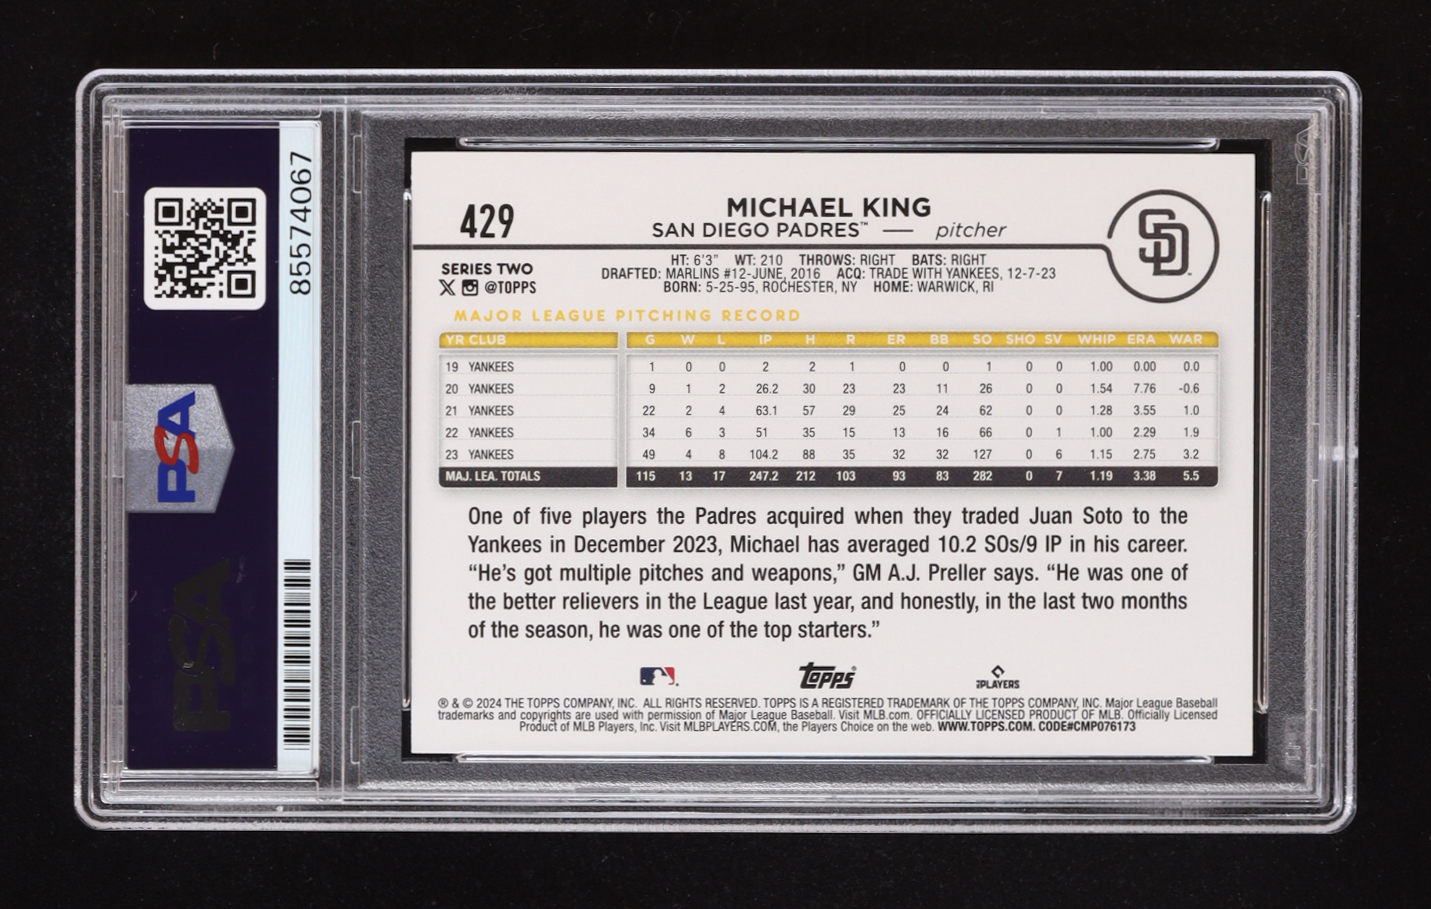 85574067
PSA
PSA
PSA
429
MICHAEL KING
SAN DIEGO PADRES™ — pitcher
SD
SERIES TWO
@TOPPS
HT: 6'3" WT: 210 THROWS: RIGHT BATS: RIGHT
DRAFTED: MARLINS #12-JUNE, 2016 ACQ: TRADE WITH YANKEES, 12-7-23
BORN: 5-25-95, ROCHESTER, NY HOME: WARWICK, RI
MAJOR LEAGUE PITCHING RECORD
YR CLUB G W L IP H R ER BB SO SHO SV WHIP ERA WAR
19 YANKEES 1 0 0 2 2 1 0 0 1 0 0 1.00 0.00 0.0
20 YANKEES 9 1 2 26.2 30 23 23 11 26 0 0 1.54 7.76 -0.6
21 YANKEES 22 2 4 63.1 57 29 25 24 62 0 0 1.28 3.55 1.0
22 YANKEES 34 6 3 51 35 15 13 16 66 0 1 1.00 2.29 1.9
23 YANKEES 49 4 8 104.2 88 35 32 32 127 0 6 1.15 2.75 3.2
MAJ. LEA. TOTALS 115 13 17 247.2 212 103 93 83 282 0 7 1.19 3.38 5.5
One of five players the Padres acquired when they traded Juan Soto to the
Yankees in December 2023, Michael has averaged 10.2 SOs/9 IP in his career.
“He’s got multiple pitches and weapons,” GM A.J. Preller says. “He was one of
the better relievers in the League last year, and honestly, in the last two months
of the season, he was one of the top starters.”
Topps®
PLAYERS
® & © 2024 THE TOPPS COMPANY, INC. ALL RIGHTS RESERVED. TOPPS IS A REGISTERED TRADEMARK OF THE TOPPS COMPANY, INC. Major League Baseball
trademarks and copyrights are used with permission of Major League Baseball. Visit MLB.com. OFFICIALLY LICENSED PRODUCT OF MLB. Officially Licensed
Product of MLB Players, Inc. Visit MLBPLAYERS.COM, the Players Choice on the web. WWW.TOPPS.COM. CODE#CMP076173